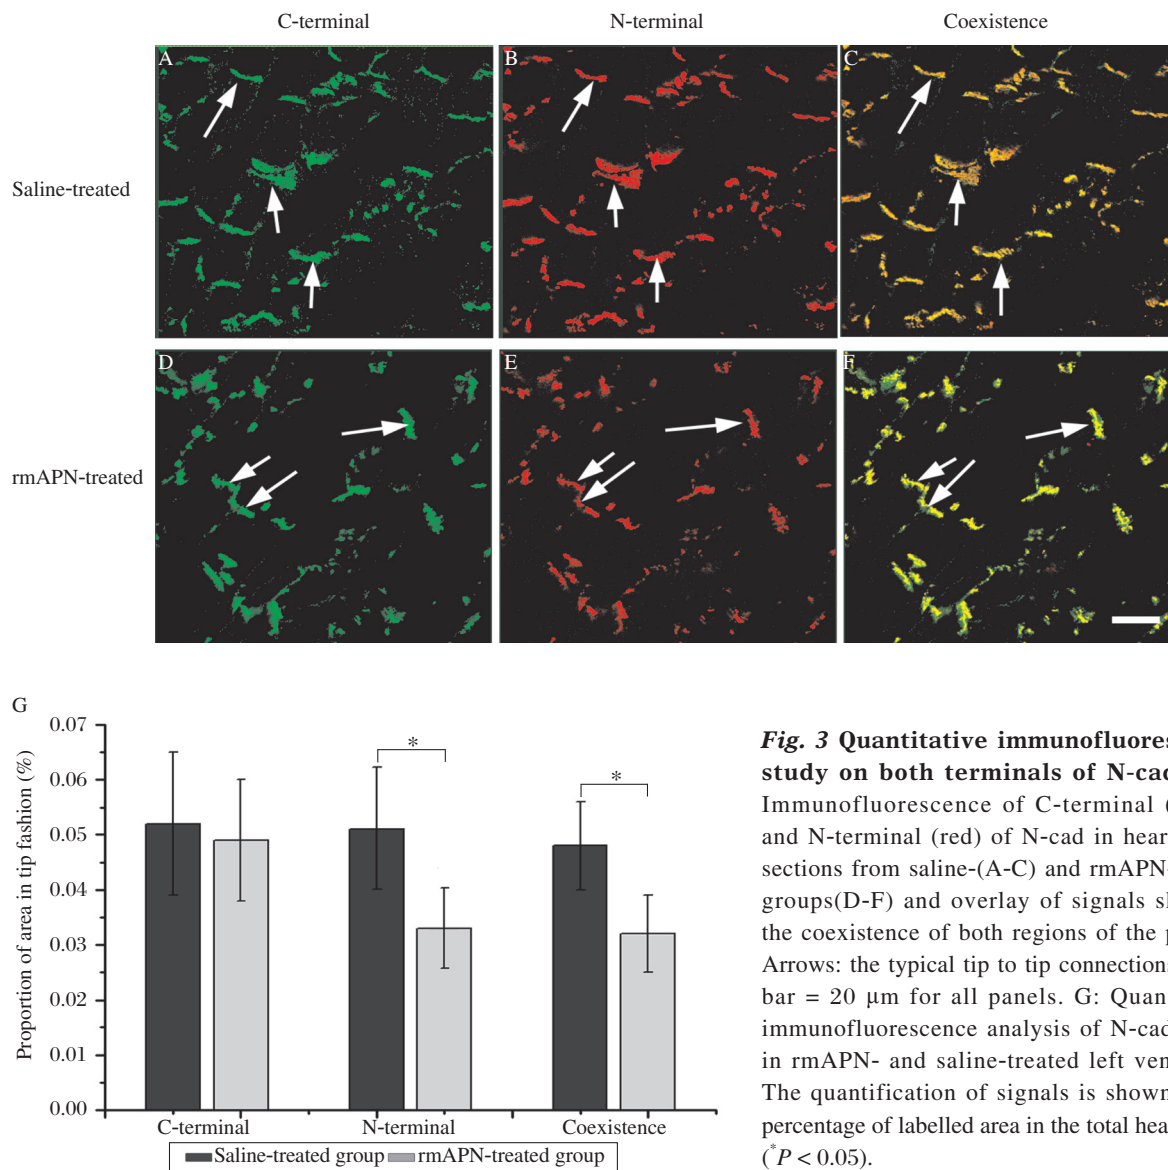 C-terminal
N-terminal
Coexistence
Saline-treated
A
B
C
rmAPN-treated
D
E
F
G
Proportion of area in tip fashion (%)
0.07
0.06
0.05
0.04
0.03
0.02
0.01
0.00
*
*
C-terminal
N-terminal
Coexistence
Saline-treated group
rmAPN-treated group
Fig. 3 Quantitative immunofluores
study on both terminals of N-cad
Immunofluorescence of C-terminal (
and N-terminal (red) of N-cad in hear
sections from saline-(A-C) and rmAPN-
groups(D-F) and overlay of signals sl
the coexistence of both regions of the p
Arrows: the typical tip to tip connections
bar = 20 μm for all panels. G: Quan
immunofluorescence analysis of N-cad
in rmAPN- and saline-treated left ven
The quantification of signals is shown
percentage of labelled area in the total hea
(*P < 0.05).